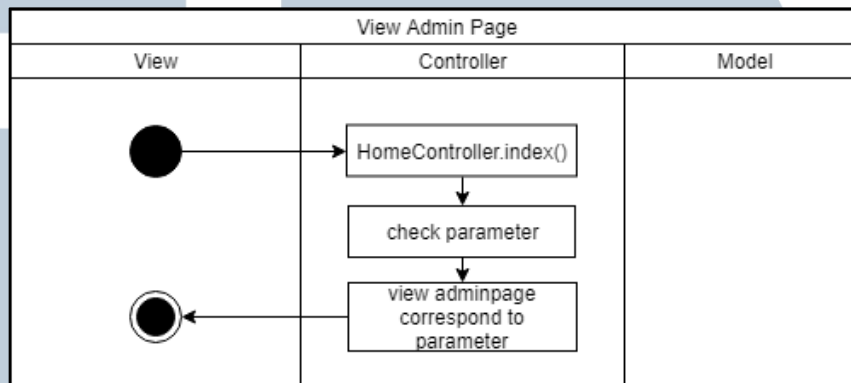 View Admin Page
View
Controller
Model
HomeController.index()
check parameter
view adminpage
correspond to
parameter